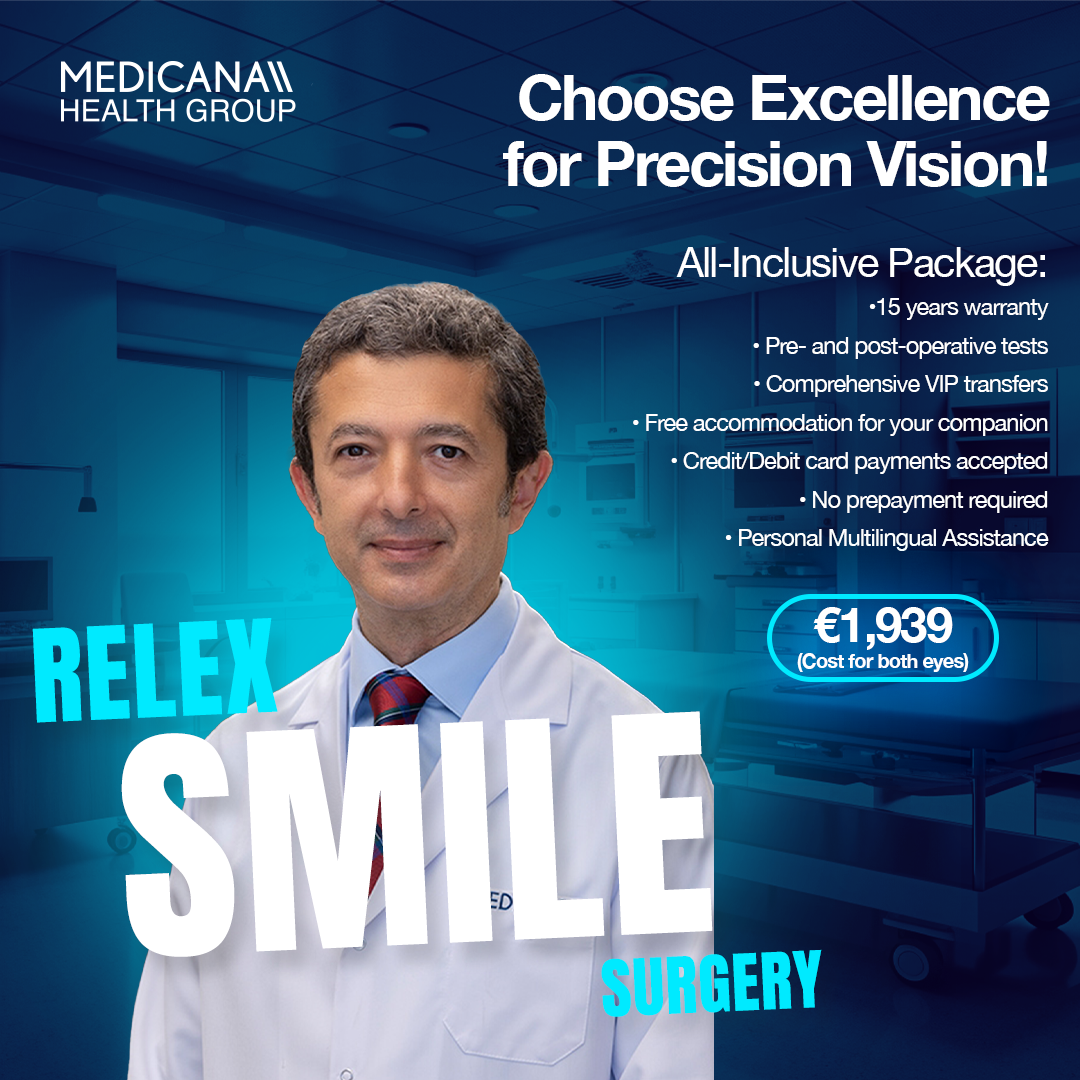 MEDICANA
HEALTH GROUP
Choose Excellence
for Precision Vision!
All-Inclusive Package:
•15 years warranty
• Pre- and post-operative tests
• Comprehensive VIP transfers
• Free accommodation for your companion
• Credit/Debit card payments accepted
• No prepayment required
• Personal Multilingual Assistance
€1,939
(Cost for both eyes)
RELEX
SMILE
ED
SURGERY